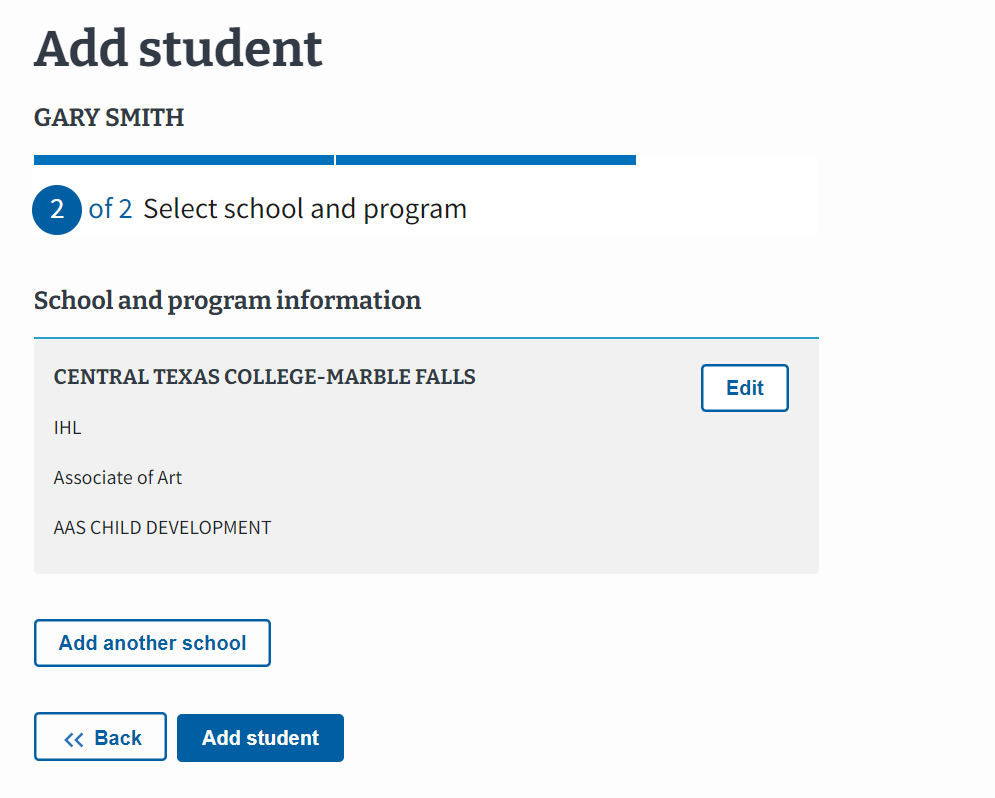 Add student
GARY SMITH
2 of 2 Select school and program
School and program information
CENTRAL TEXAS COLLEGE-MARBLE FALLS
Edit
IHL
Associate of Art
AAS CHILD DEVELOPMENT
Add another school
Back
Add student